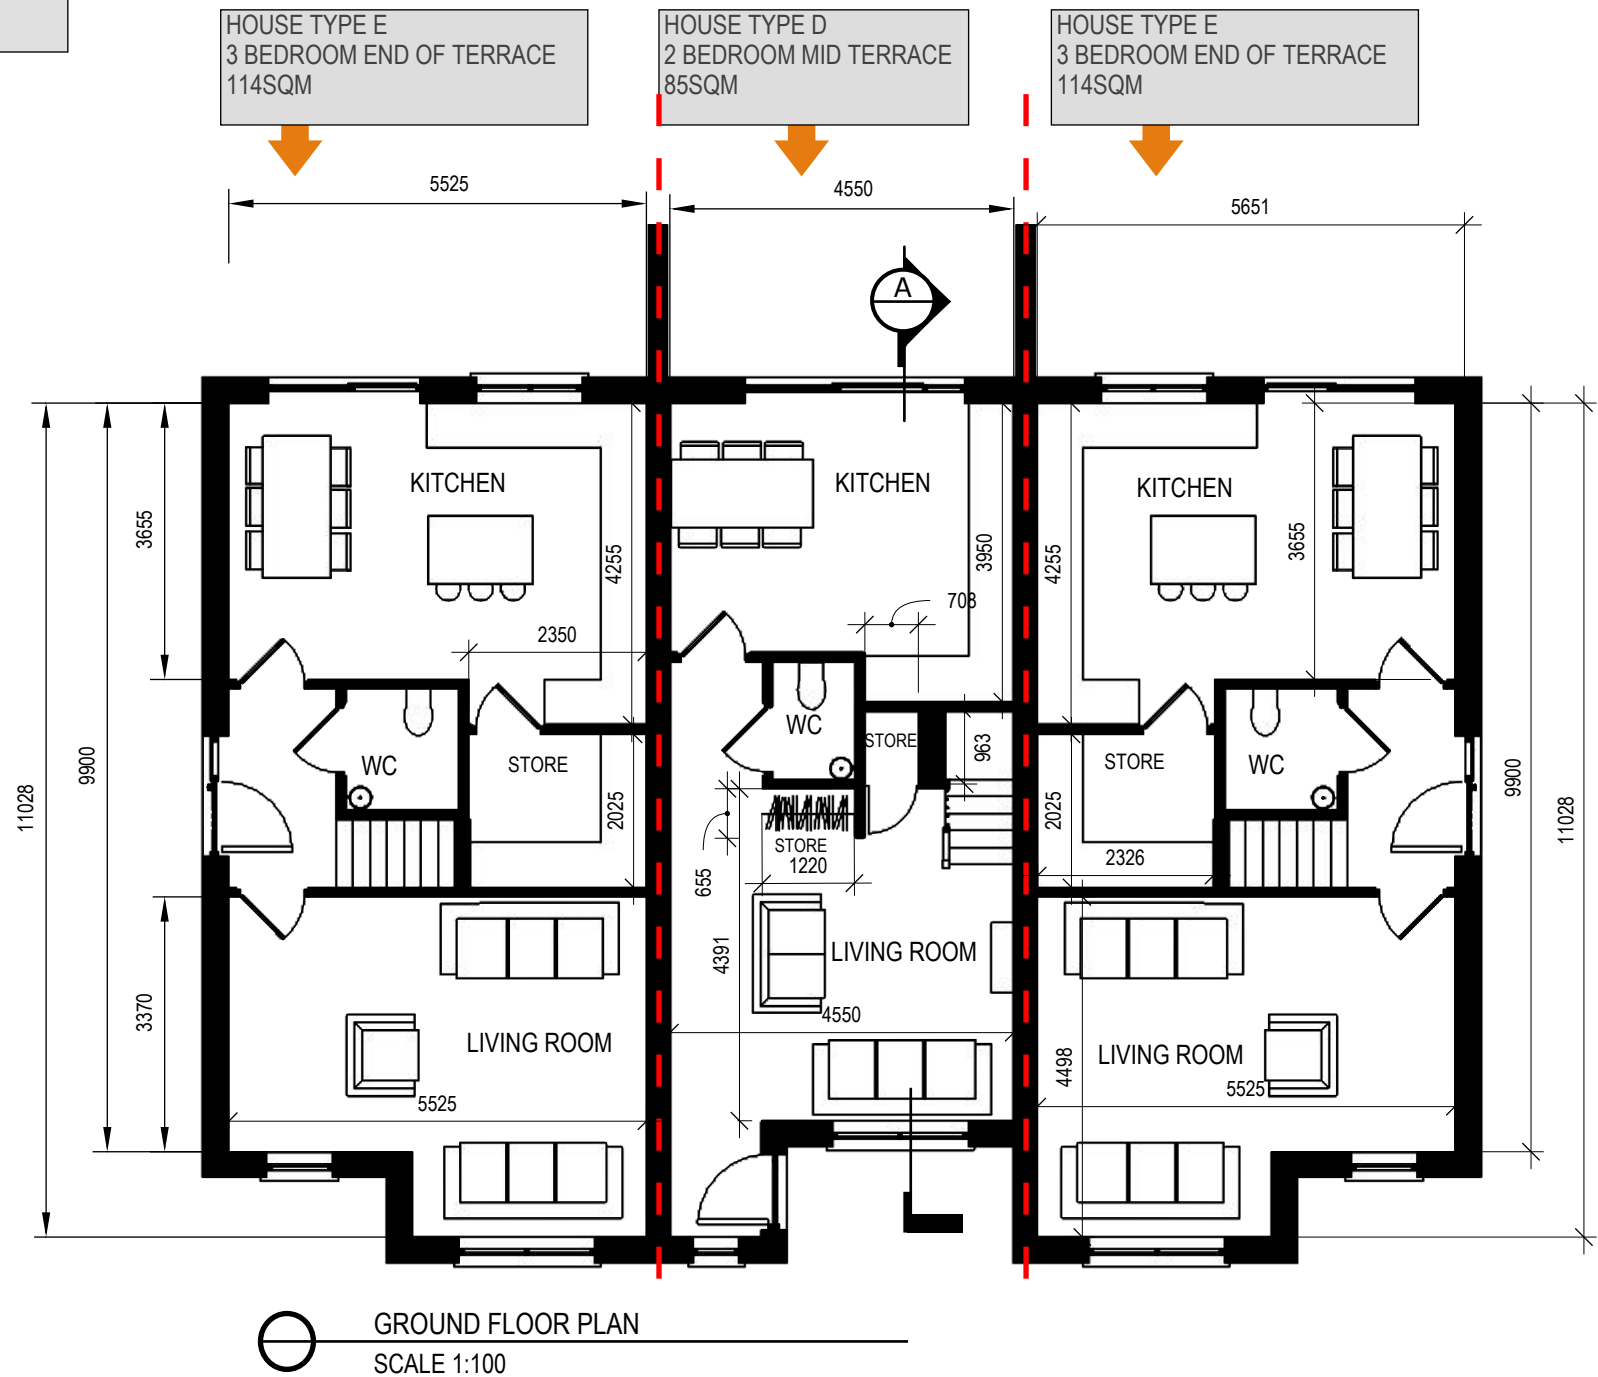 HOUSE TYPE E
3 BEDROOM END OF TERRACE
114SQM
HOUSE TYPE D
2 BEDROOM MID TERRACE
85SQM
HOUSE TYPE E
3 BEDROOM END OF TERRACE
114SQM
5525
4550
5651
A
KITCHEN
KITCHEN
KITCHEN
3655
4255
3950
4255
3655
708
2350
WC
STORE
WC
STORE
963
STORE
WC
9900
11028
2025
STORE
1220
655
2025
2326
9900
11028
4391
LIVING ROOM
3370
4550
LIVING ROOM
5525
4498
LIVING ROOM
5525
GROUND FLOOR PLAN
SCALE 1:100